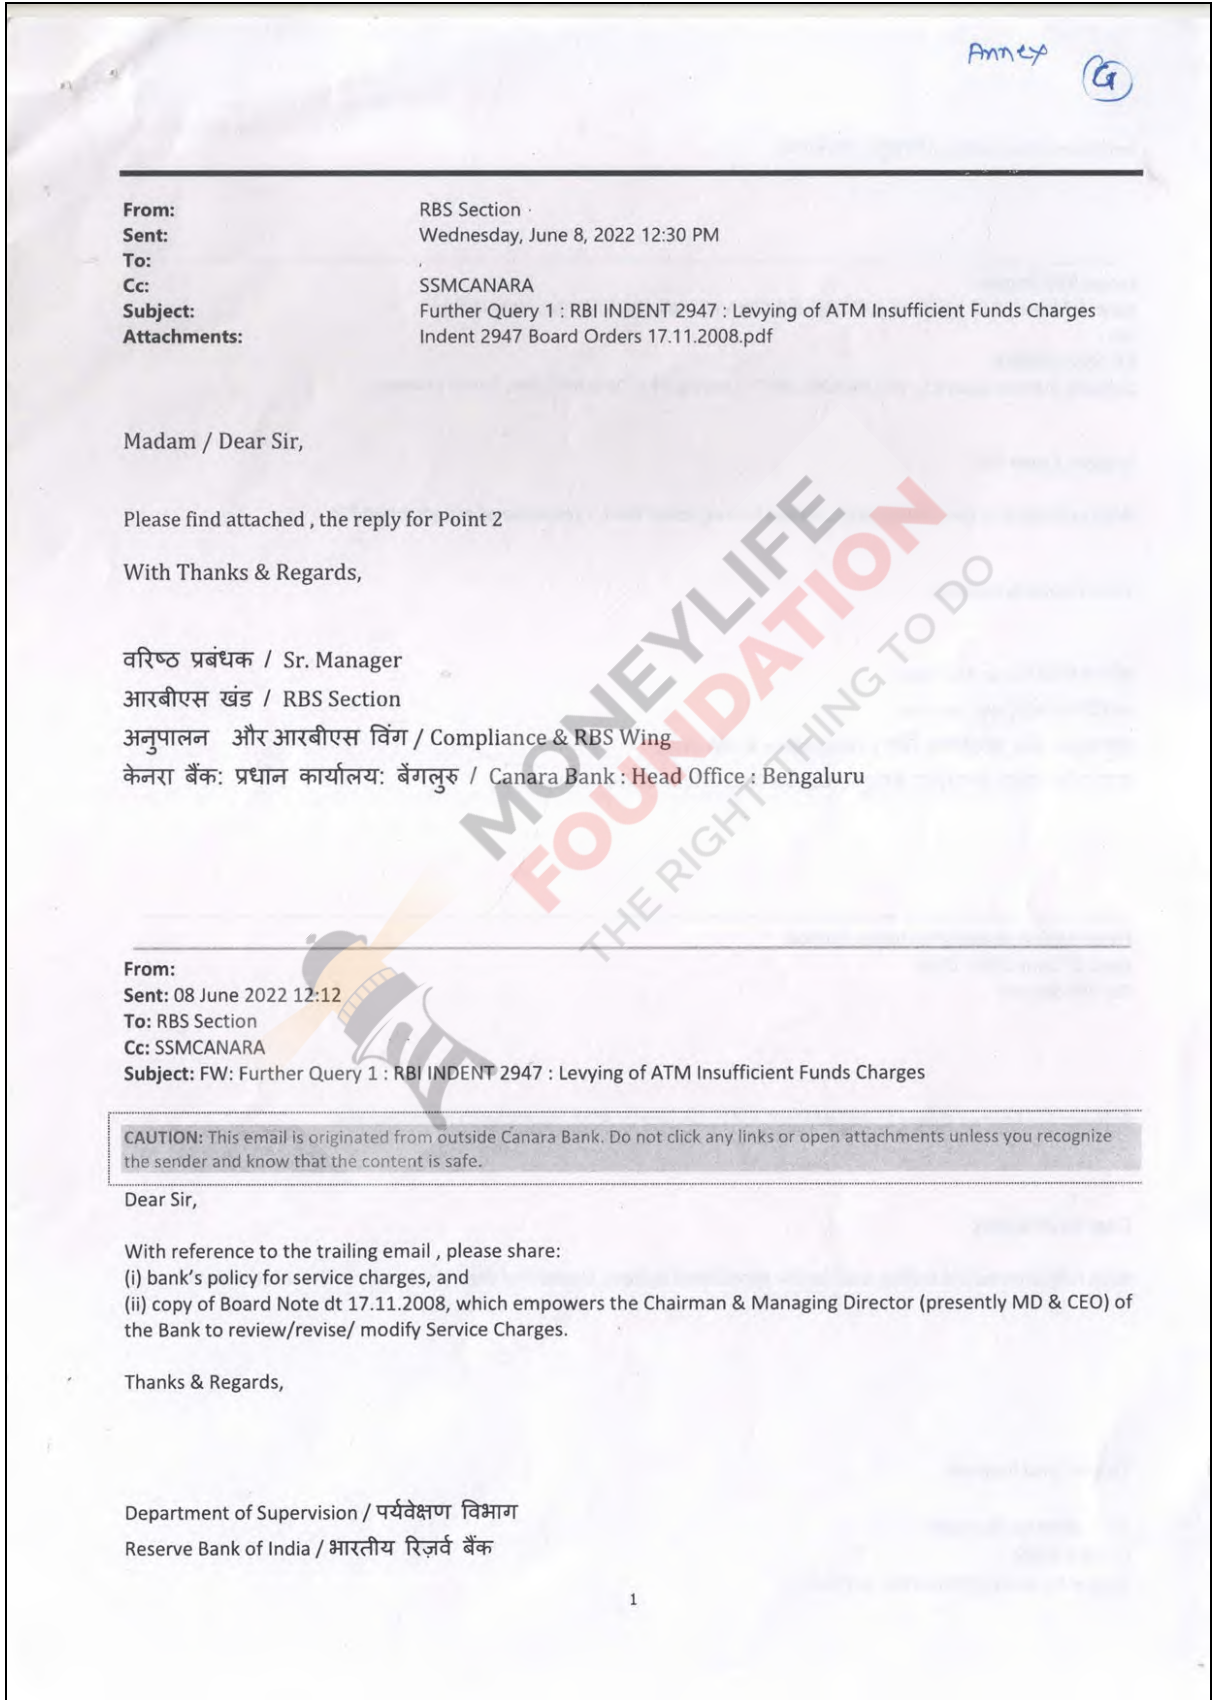 Annex G
From: RBS Section
Sent: Wednesday, June 8, 2022 12:30 PM
To:
Cc: SSMCANARA
Subject: Further Query 1 : RBI INDENT 2947 : Levying of ATM Insufficient Funds Charges
Attachments: Indent 2947 Board Orders 17.11.2008.pdf
Madam / Dear Sir,
Please find attached , the reply for Point 2
With Thanks & Regards,
वरिष्ठ प्रबंधक / Sr. Manager
आरबीएस खंड / RBS Section
अनुपालन और आरबीएस विंग / Compliance & RBS Wing
केनरा बैंक: प्रधान कार्यालय: बेंगलुरु / Canara Bank : Head Office : Bengaluru
MONEYLIFE
FOUNDATION
THE RIGHT THING TO DO
From:
Sent: 08 June 2022 12:12
To: RBS Section
Cc: SSMCANARA
Subject: FW: Further Query 1 : RBI INDENT 2947 : Levying of ATM Insufficient Funds Charges
CAUTION: This email is originated from outside Canara Bank. Do not click any links or open attachments unless you recognize
the sender and know that the content is safe.
Dear Sir,
With reference to the trailing email , please share:
(i) bank's policy for service charges, and
(ii) copy of Board Note dt 17.11.2008, which empowers the Chairman & Managing Director (presently MD & CEO) of
the Bank to review/revise/ modify Service Charges.
Thanks & Regards,
Department of Supervision / पर्यवेक्षण विभाग
Reserve Bank of India / भारतीय रिज़र्व बैंक
1